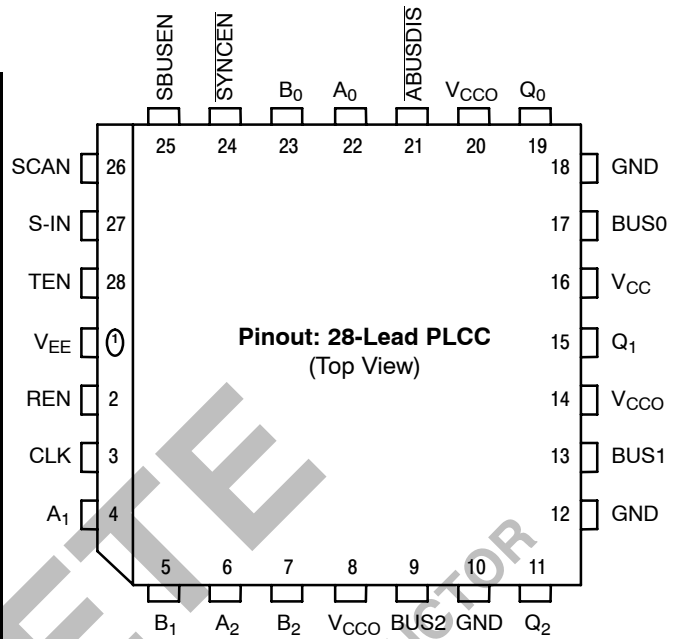 SBUSEN
SYNCEN
B0
A0
ABUSDIS
VCCO
Q0
25
24
23
22
21
20
19
SCAN
26
18
GND
S-IN
27
17
BUS0
TEN
28
16
VCC
VEE
1
Pinout: 28-Lead PLCC
(Top View)
15
Q1
REN
2
14
VCCO
CLK
3
13
BUS1
A1
4
12
GND
5
6
7
8
9
10
11
B1
A2
B2
VCCO
BUS2
GND
Q2
ETE
CTOR